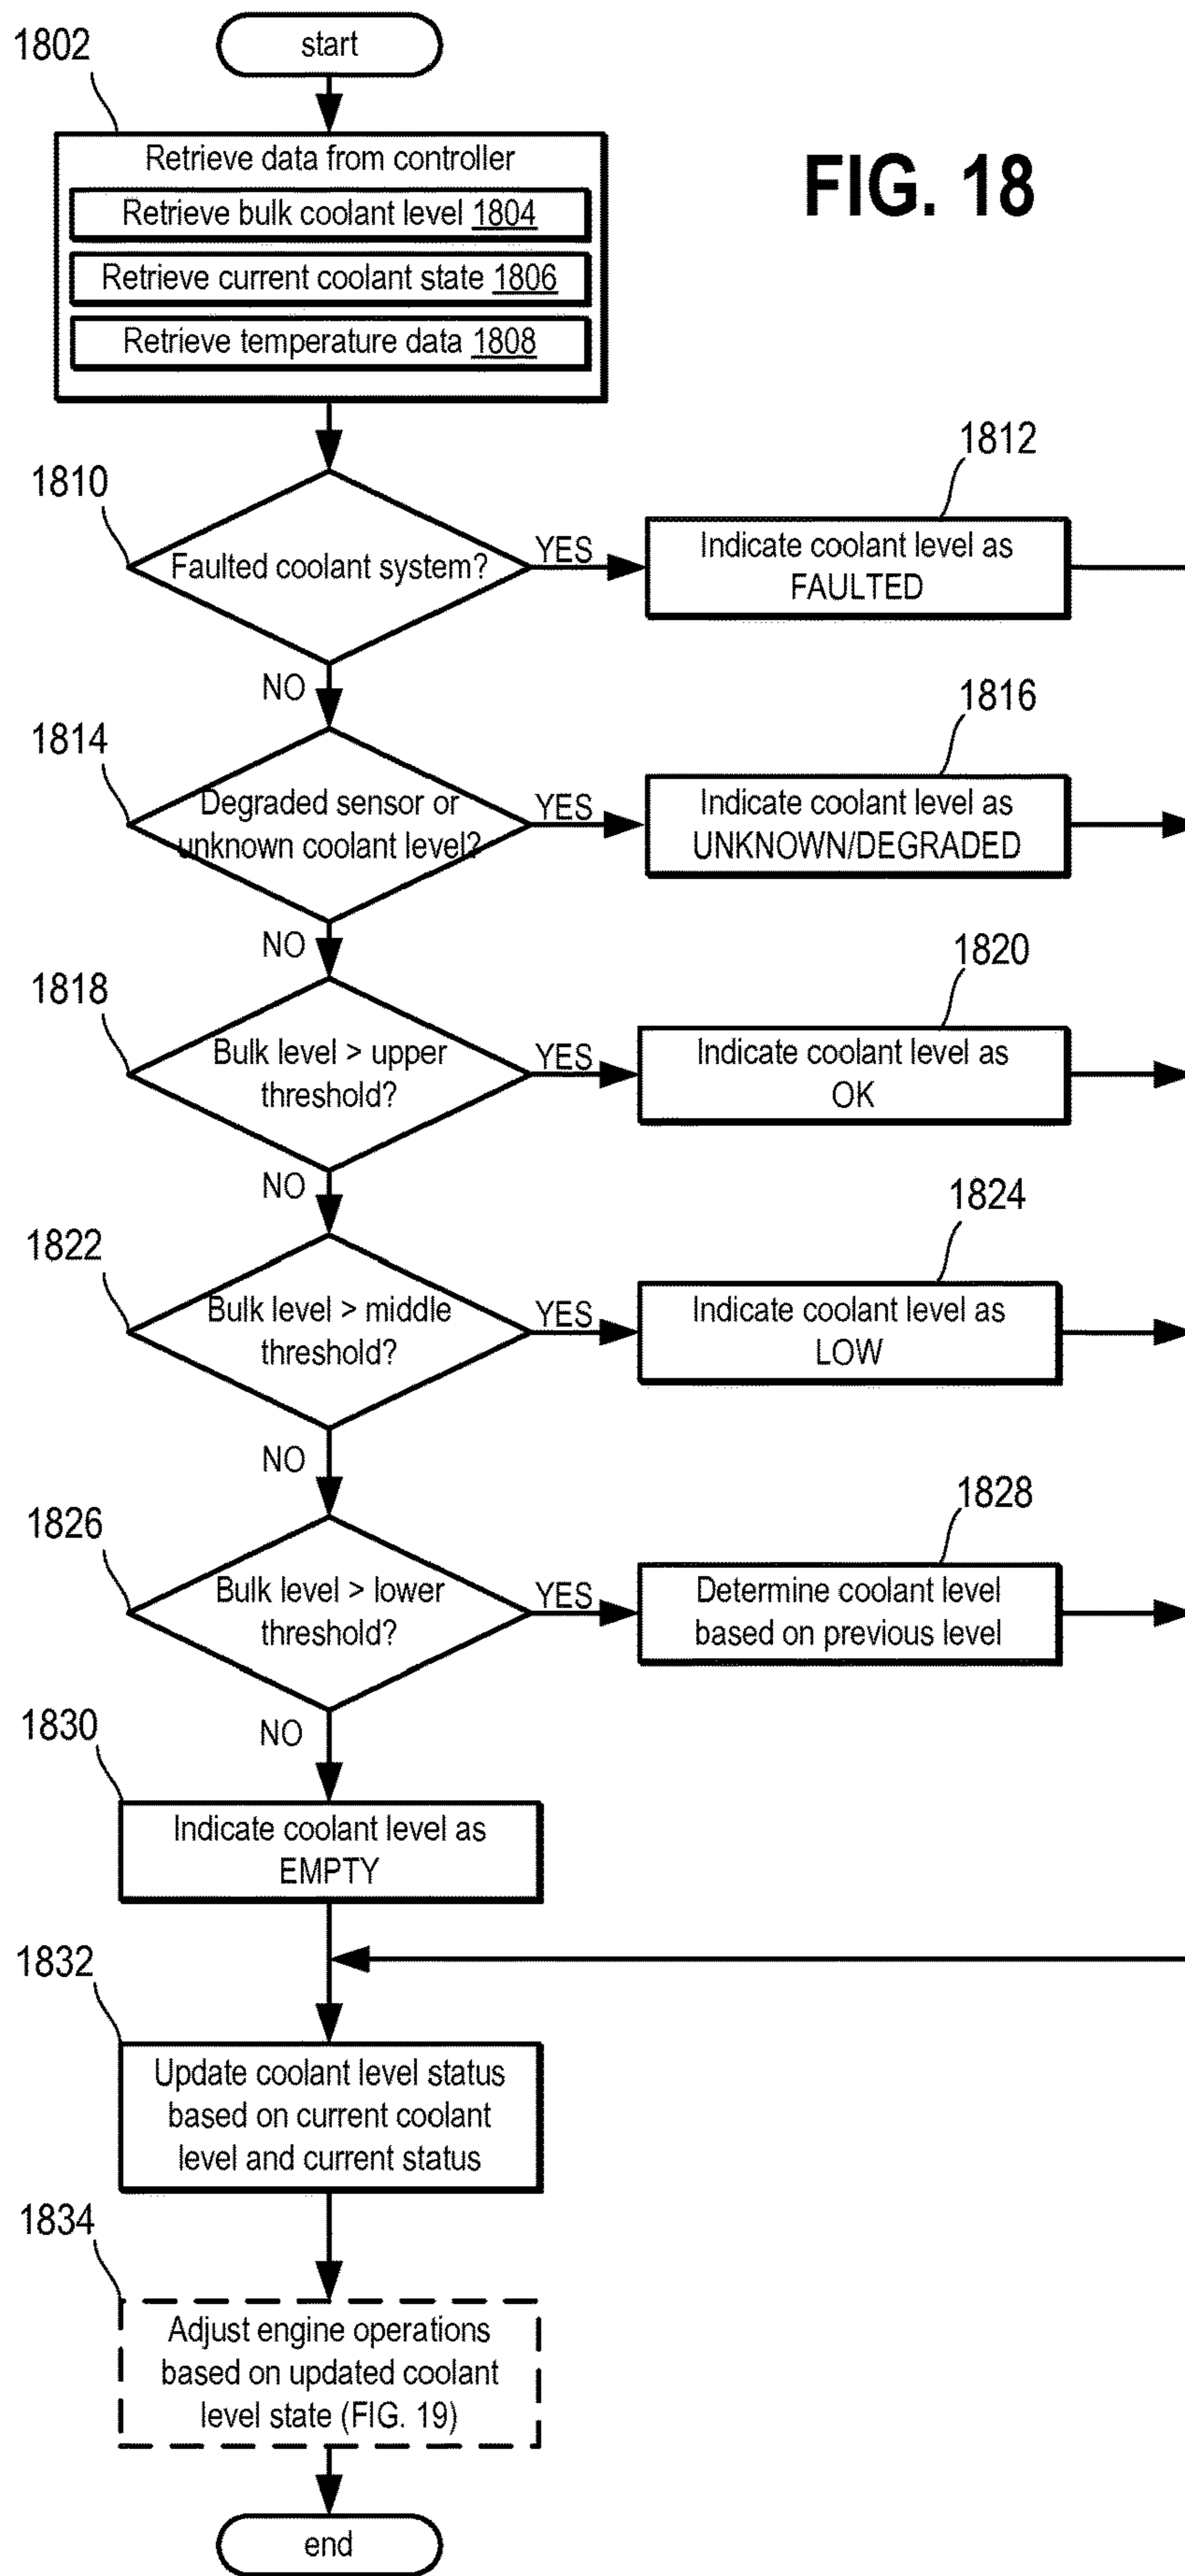 start
1802
FIG. 18
Retrieve data from controller
Retrieve bulk coolant level 1804
Retrieve current coolant state 1806
Retrieve temperature data 1808
1810
Faulted coolant system?
YES
1812
Indicate coolant level as
FAULTED
NO
1814
Degraded sensor or
unknown coolant level?
YES
1816
Indicate coolant level as
UNKNOWN/DEGRADED
NO
1818
Bulk level > upper
threshold?
YES
1820
Indicate coolant level as
OK
NO
1822
Bulk level > middle
threshold?
YES
1824
Indicate coolant level as
LOW
NO
1826
Bulk level > lower
threshold?
YES
1828
Determine coolant level
based on previous level
NO
1830
Indicate coolant level as
EMPTY
1832
Update coolant level status
based on current coolant
level and current status
1834
Adjust engine operations
based on updated coolant
level state (FIG. 19)
end